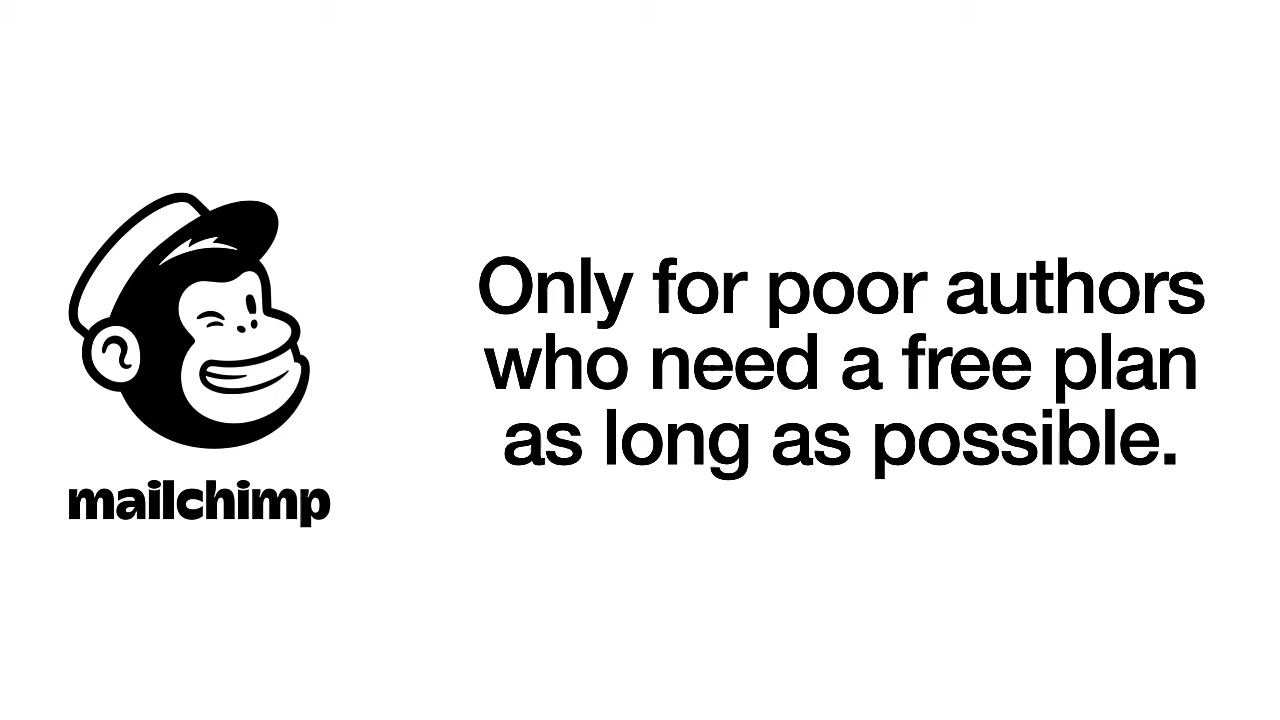 Only for poor authors
who need a free plan
as long as possible.
mailchimp